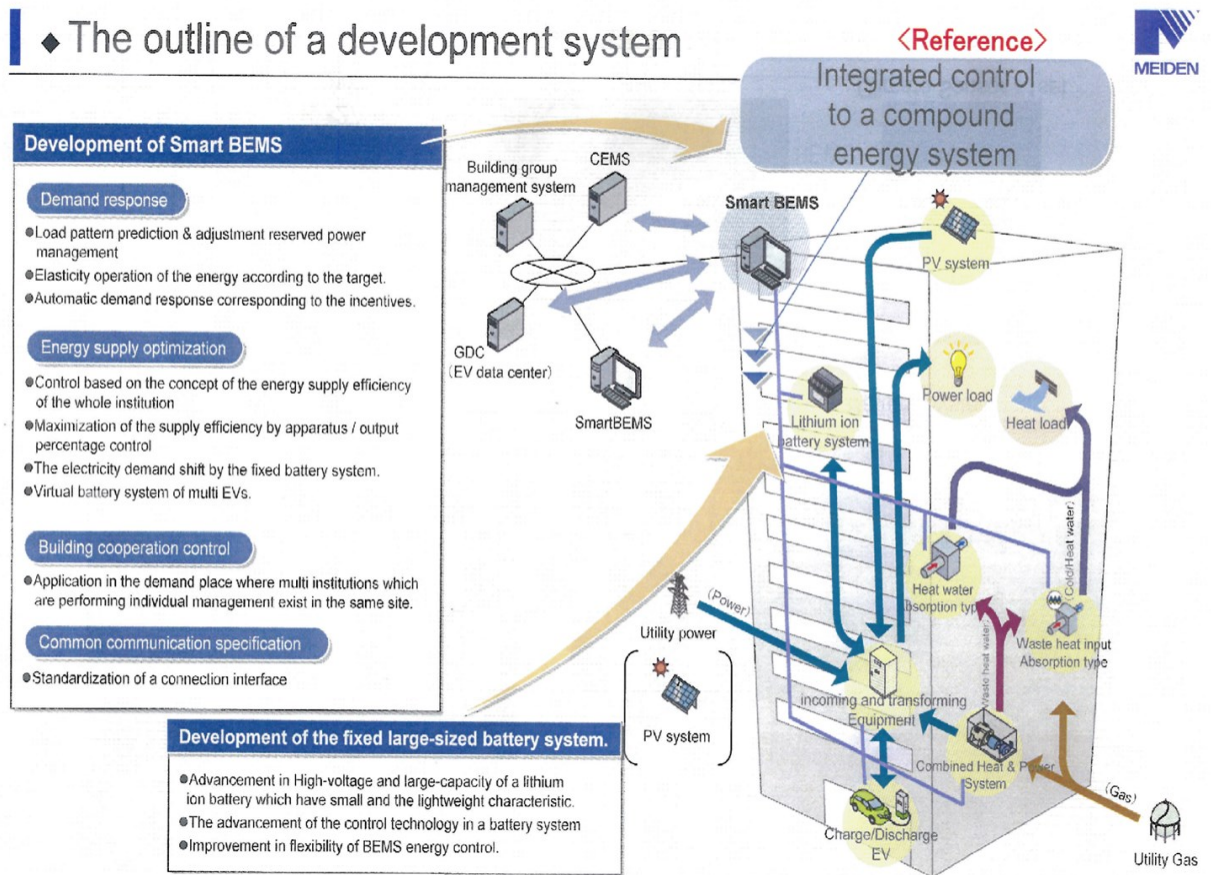 ◆ The outline of a development system
<Reference>
MEIDEN
Integrated control
to a compound
energy system
Development of Smart BEMS
Demand response
●Load pattern prediction & adjustment reserved power
management
●Elasticity operation of the energy according to the target.
●Automatic demand response corresponding to the incentives.
Energy supply optimization
●Control based on the concept of the energy supply efficiency
of the whole institution
●Maximization of the supply efficiency by apparatus / output
percentage control
●The electricity demand shift by the fixed battery system.
●Virtual battery system of multi EVs.
Building cooperation control
●Application in the demand place where multi institutions which
are performing individual management exist in the same site.
Common communication specification
●Standardization of a connection interface
Development of the fixed large-sized battery system.
●Advancement in High-voltage and large-capacity of a lithium
ion battery which have small and the lightweight characteristic.
●The advancement of the control technology in a battery system
●Improvement in flexibility of BEMS energy control.
Building group
management system
CEMS
Smart BEMS
GDC
(EV data center)
SmartBEMS
PV system
Power load
Heat load
Lithium ion
battery system
Heat water
Absorption type
(Cold/Heat water)
Waste heat input
Absorption type
Waste heat water
Utility power
(Power)
PV system
incoming and transforming
Equipment
Combined Heat & Power
System
Charge/Discharge
EV
(Gas)
Utility Gas